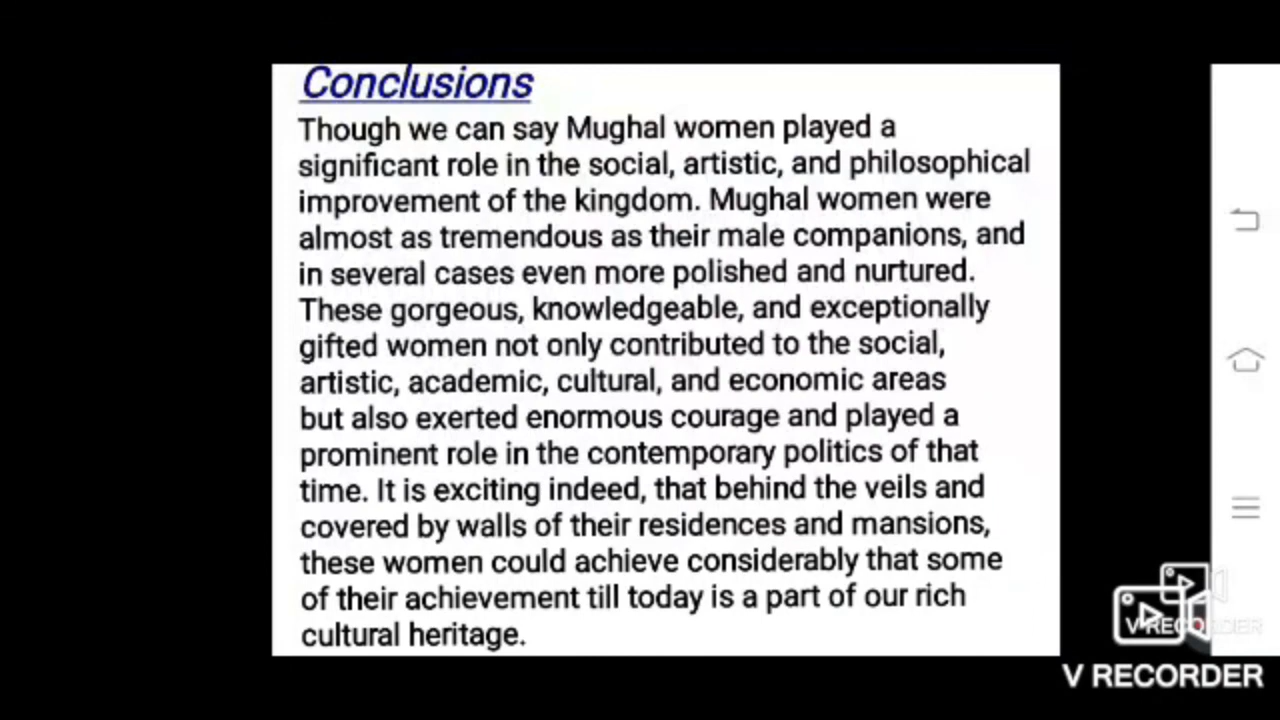 Conclusions
Though we can say Mughal women played a
significant role in the social, artistic, and philosophical
improvement of the kingdom. Mughal women were
almost as tremendous as their male companions, and
in several cases even more polished and nurtured.
These gorgeous, knowledgeable, and exceptionally
gifted women not only contributed to the social,
artistic, academic, cultural, and economic areas
but also exerted enormous courage and played a
prominent role in the contemporary politics of that
time. It is exciting indeed, that behind the veils and
covered by walls of their residences and mansions,
these women could achieve considerably that some
of their achievement till today is a part of our rich
cultural heritage.
V RECORDER
V RECORDER